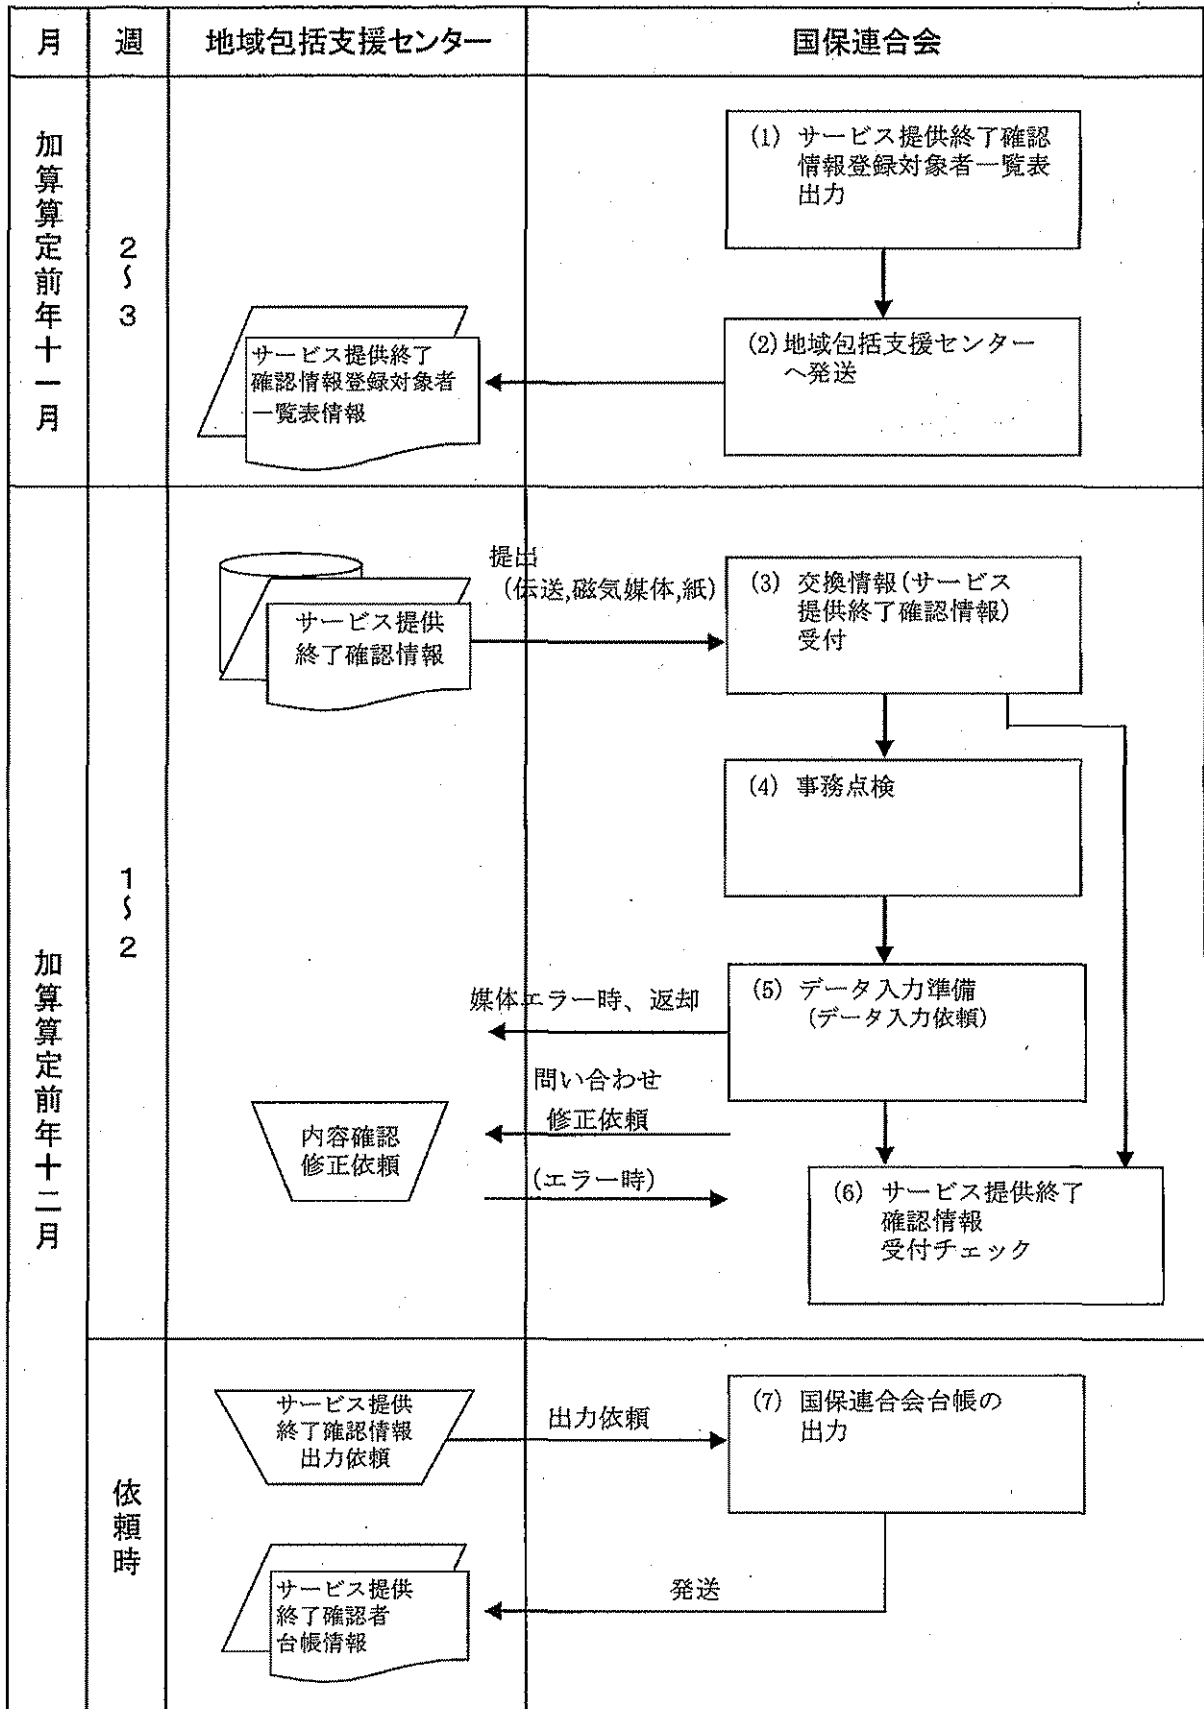 月
週
地域包括支援センター
国保連合会
加算算定前年十一月
2〜3
(1) サービス提供終了確認
情報登録対象者一覧表
出力
(2)地域包括支援センター
へ発送
サービス提供終了
確認情報登録対象者
一覧表情報
加算算定前年十二月
1〜2
提出
(伝送,磁気媒体,紙)
サービス提供
終了確認情報
(3) 交換情報(サービス
提供終了確認情報)
受付
(4) 事務点検
(5) データ入力準備
(データ入力依頼)
媒体エラー時、返却
問い合わせ
修正依頼
内容確認
修正依頼
(エラー時)
(6) サービス提供終了
確認情報
受付チェック
依頼時
サービス提供
終了確認情報
出力依頼
出力依頼
(7) 国保連合会台帳の
出力
サービス提供
終了確認者
台帳情報
発送